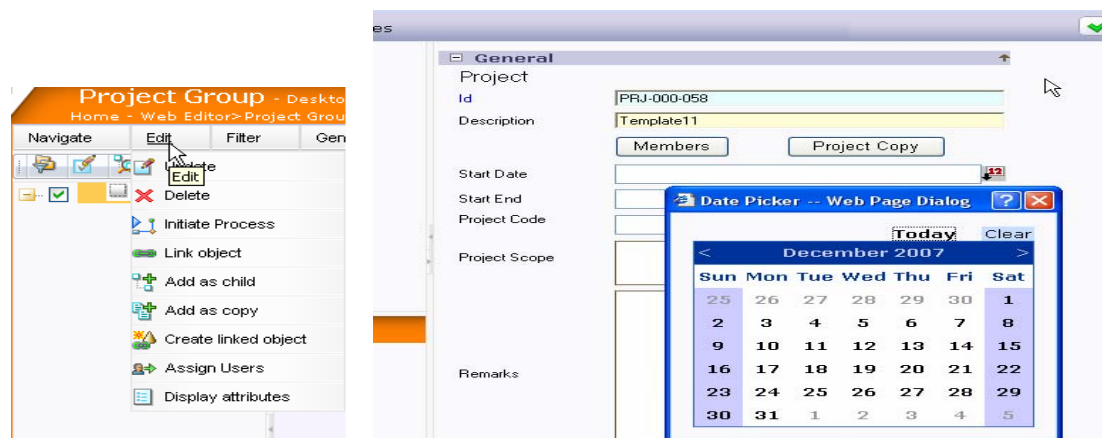 Project Group - Deskto
Home - Web Editor>Project Grou
Navigate Edit Filter Gen
Edit
Delete
Initiate Process
Link object
Add as child
Add as copy
Create linked object
Assign Users
Display attributes
es
General
Project
Id PRJ-000-058
Description Template11
Members Project Copy
Start Date 12
Start End
Project Code
Project Scope
Remarks
Date Picker -- Web Page Dialog
Today Clear
< December 2007 >
Sun Mon Tue Wed Thu Fri Sat
25 26 27 28 29 30 1
2 3 4 5 6 7 8
9 10 11 12 13 14 15
16 17 18 19 20 21 22
23 24 25 26 27 28 29
30 31 1 2 3 4 5